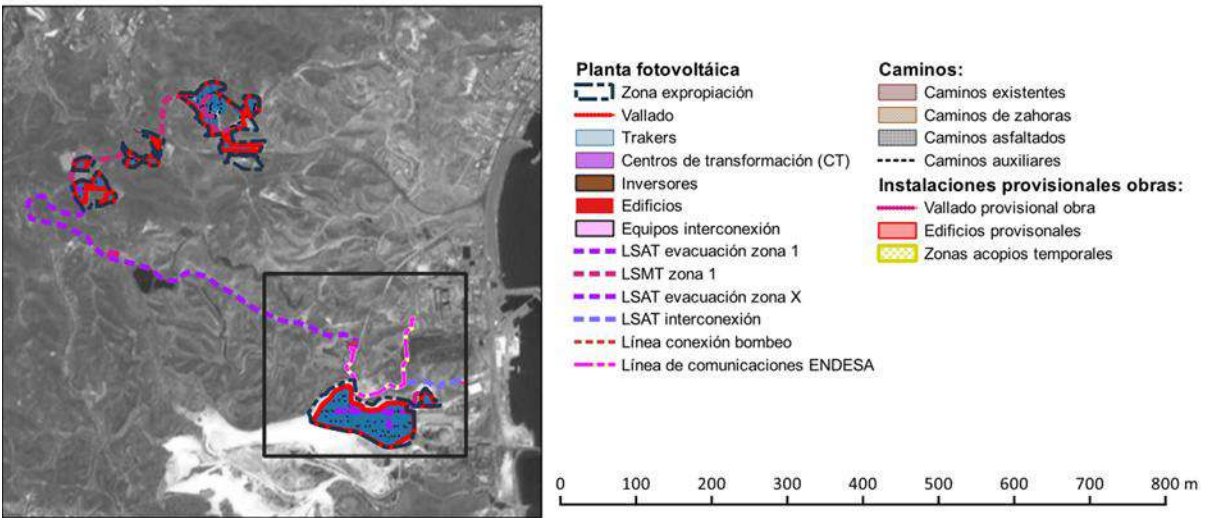 Planta fotovoltáica
Zona expropiación
Vallado
Trakers
Centros de transformación (CT)
Inversores
Edificios
Equipos interconexión
LSAT evacuación zona 1
LSMT zona 1
LSAT evacuación zona X
LSAT interconexión
Línea conexión bombeo
Línea de comunicaciones ENDESA
Caminos:
Caminos existentes
Caminos de zahoras
Caminos asfaltados
Caminos auxiliares
Instalaciones provisionales obras:
Vallado provisional obra
Edificios provisonales
Zonas acopios temporales
0 100 200 300 400 500 600 700 800 m